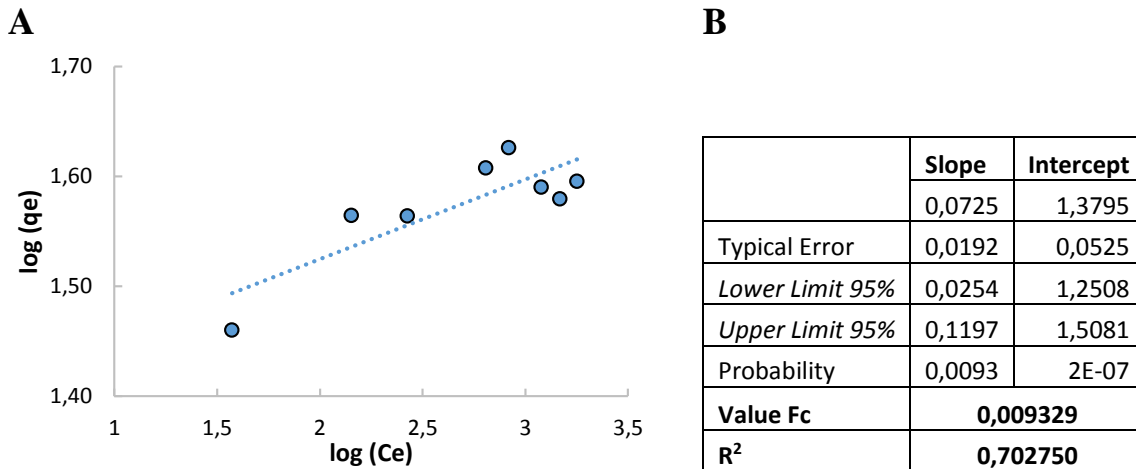 A
B
1,70
1,60
1,50
1,40
log (qe)
1 1,5 2 2,5 3 3,5
log (Ce)
Slope Intercept
0,0725 1,3795
Typical Error 0,0192 0,0525
Lower Limit 95% 0,0254 1,2508
Upper Limit 95% 0,1197 1,5081
Probability 0,0093 2E-07
Value Fc 0,009329
R² 0,702750